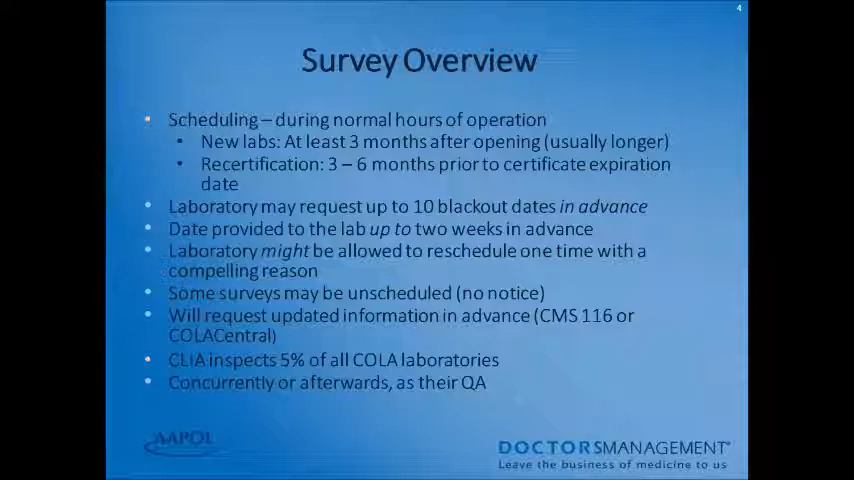 4
Survey Overview
• Scheduling – during normal hours of operation
• New labs: At least 3 months after opening (usually longer)
• Recertification: 3 – 6 months prior to certificate expiration
date
• Laboratory may request up to 10 blackout dates in advance
• Date provided to the lab up to two weeks in advance
• Laboratory might be allowed to reschedule one time with a
compelling reason
• Some surveys may be unscheduled (no notice)
• Will request updated information in advance (CMS 116 or
COLACentral)
• CLIA inspects 5% of all COLA laboratories
• Concurrently or afterwards, as their QA
AAPOL
DOCTORSMANAGEMENT®
Leave the business of medicine to us